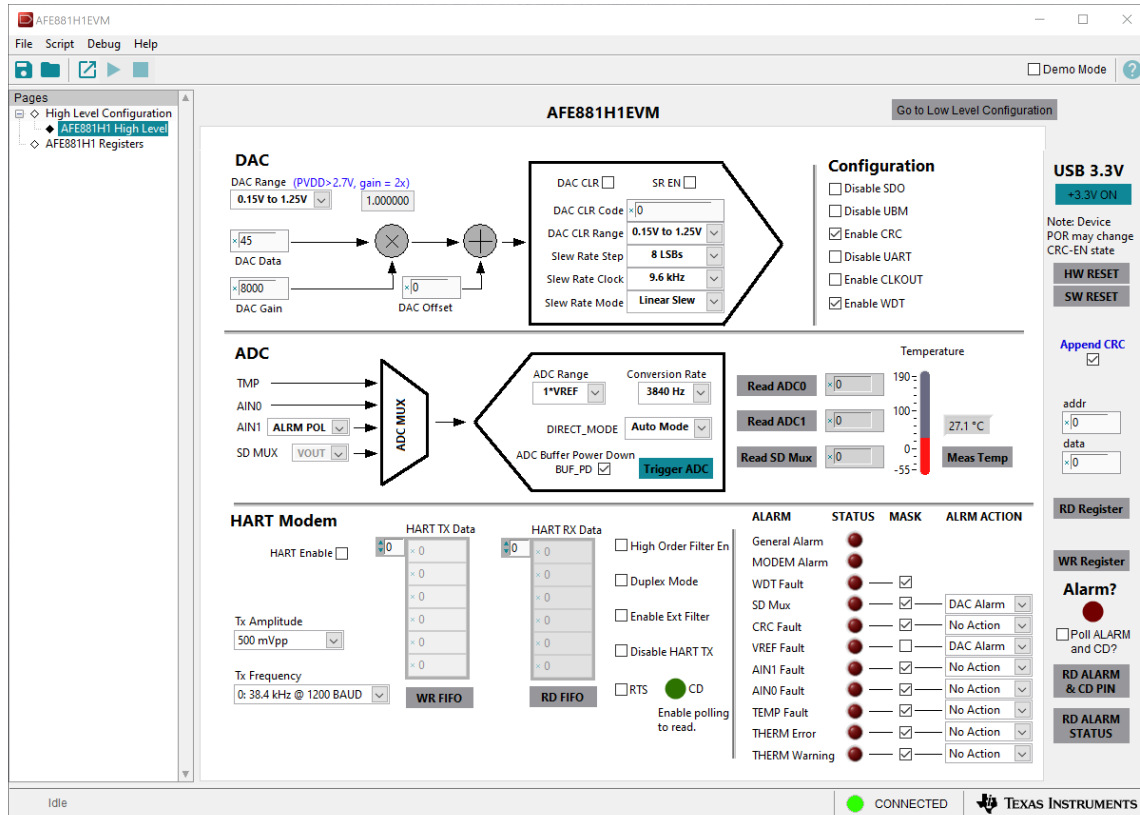 AFE881H1EVM
File Script Debug Help
Demo Mode
?
Pages
High Level Configuration
AFE881H1 High Level
AFE881H1 Registers
AFE881H1EVM
Go to Low Level Configuration
DAC
DAC Range (PVDD>2.7V, gain = 2x)
0.15V to 1.25V
1.000000
×45
DAC Data
×8000
DAC Gain
×0
DAC Offset
DAC CLR
SR EN
DAC CLR Code ×0
DAC CLR Range 0.15V to 1.25V
Slew Rate Step 8 LSBs
Slew Rate Clock 9.6 kHz
Slew Rate Mode Linear Slew
Configuration
Disable SDO
Disable UBM
Enable CRC
Disable UART
Enable CLKOUT
Enable WDT
USB 3.3V
+3.3V ON
Note: Device
POR may change
CRC-EN state
HW RESET
SW RESET
Append CRC
addr
×0
data
×0
RD Register
WR Register
Alarm?
Poll ALARM
and CD?
RD ALARM
& CD PIN
RD ALARM
STATUS
ADC
TMP
AIN0
AIN1 ALRM POL
SD MUX VOUT
ADC MUX
ADC Range
1*VREF
Conversion Rate
3840 Hz
DIRECT_MODE Auto Mode
ADC Buffer Power Down
BUF_PD
Trigger ADC
Read ADC0 ×0
Read ADC1 ×0
Read SD Mux ×0
Temperature
190
100
0
-55
27.1 °C
Meas Temp
HART Modem
HART Enable
Tx Amplitude
500 mVpp
Tx Frequency
0: 38.4 kHz @ 1200 BAUD
HART TX Data
0
× 0
× 0
× 0
× 0
× 0
× 0
WR FIFO
HART RX Data
0
× 0
× 0
× 0
× 0
× 0
× 0
RD FIFO
High Order Filter En
Duplex Mode
Enable Ext Filter
Disable HART TX
RTS
CD
Enable polling
to read.
ALARM STATUS MASK ALRM ACTION
General Alarm
MODEM Alarm
WDT Fault
SD Mux DAC Alarm
CRC Fault No Action
VREF Fault DAC Alarm
AIN1 Fault No Action
AIN0 Fault No Action
TEMP Fault No Action
THERM Error No Action
THERM Warning No Action
Idle
CONNECTED
TEXAS INSTRUMENTS